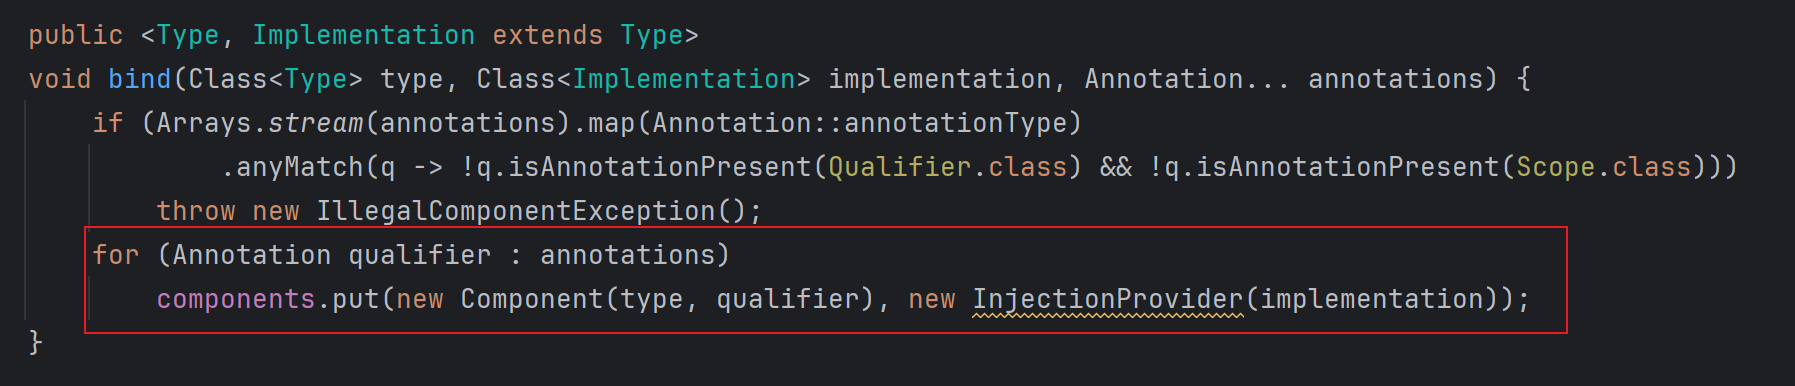 public <Type, Implementation extends Type>
void bind(Class<Type> type, Class<Implementation> implementation, Annotation... annotations) {
    if (Arrays.stream(annotations).map(Annotation::annotationType)
            .anyMatch(q -> !q.isAnnotationPresent(Qualifier.class) && !q.isAnnotationPresent(Scope.class)))
        throw new IllegalComponentException();
    for (Annotation qualifier : annotations)
        components.put(new Component(type, qualifier), new InjectionProvider(implementation));
}